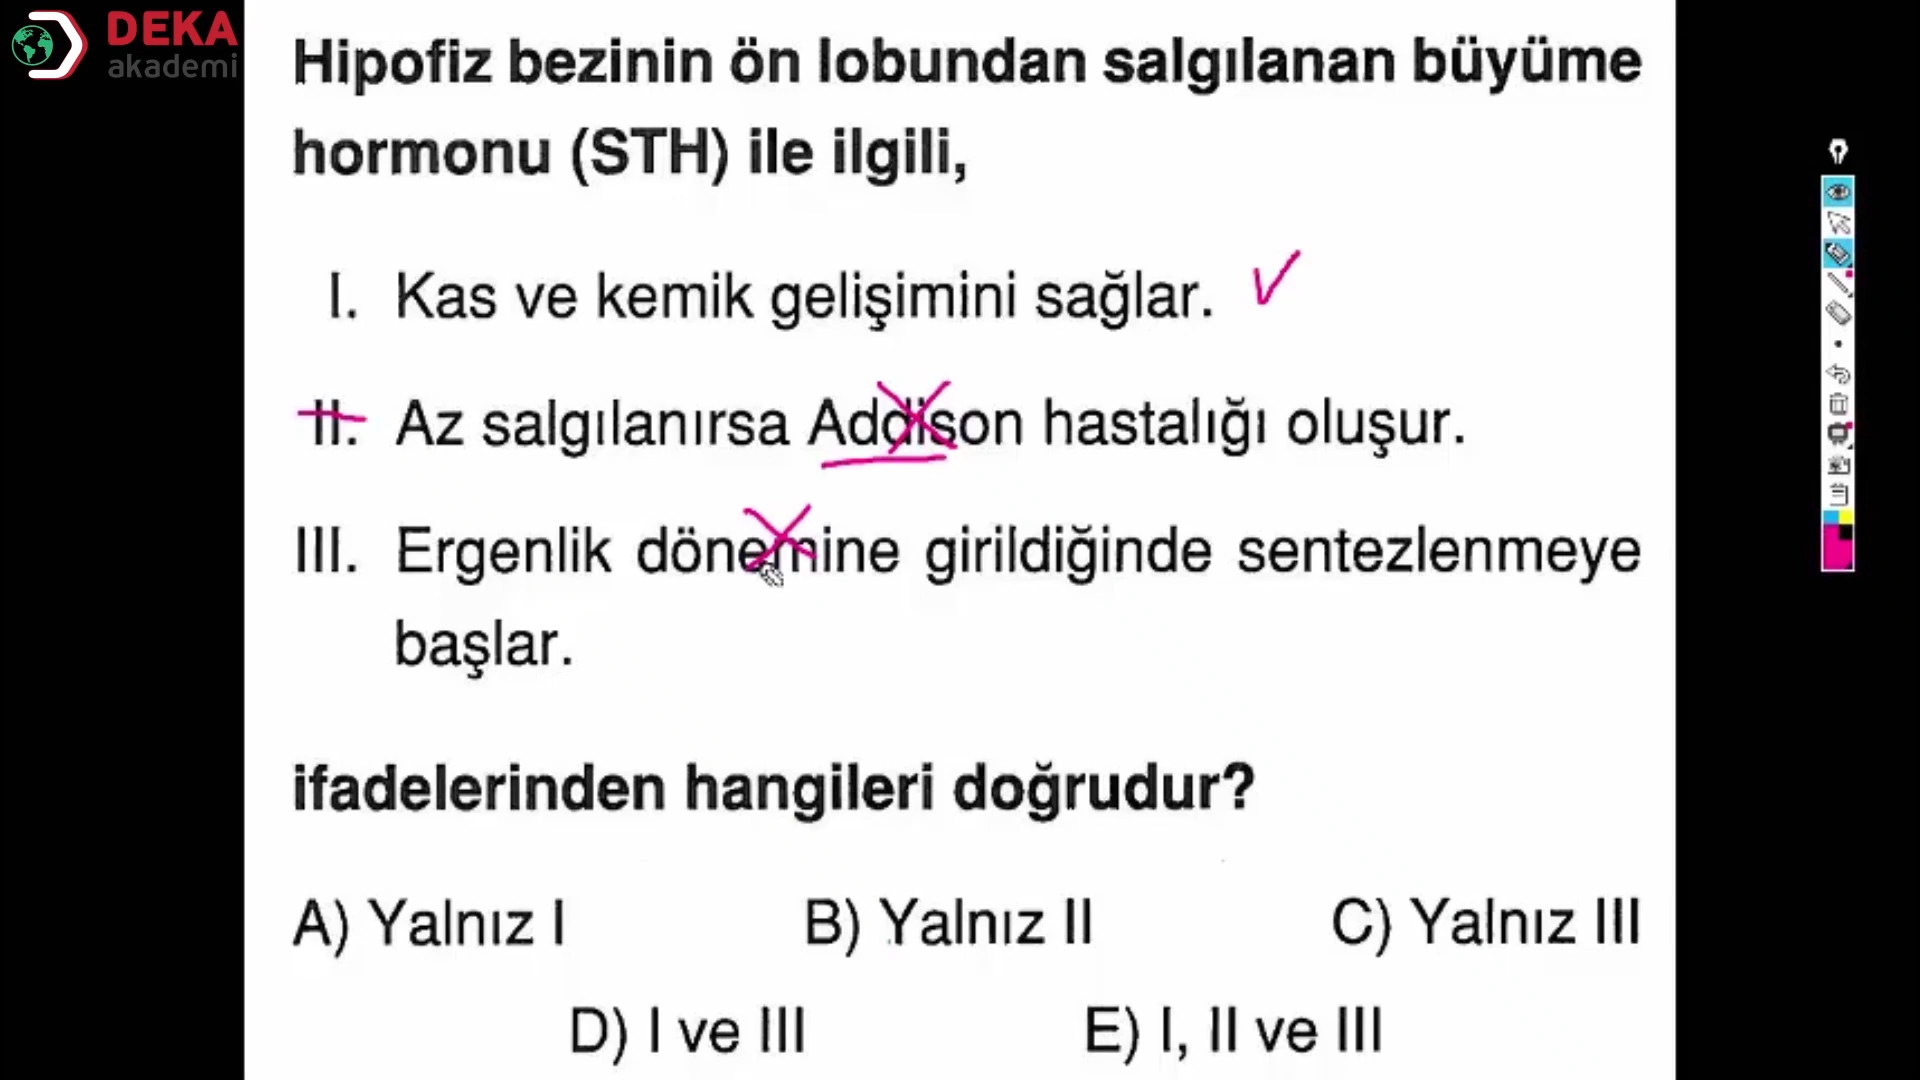 DEKA
akademi
Hipofiz bezinin ön lobundan salgılanan büyüme
hormonu (STH) ile ilgili,
I. Kas ve kemik gelişimini sağlar.
II. Az salgılanırsa Addison hastalığı oluşur.
III. Ergenlik dönemine girildiğinde sentezlenmeye
başlar.
ifadelerinden hangileri doğrudur?
A) Yalnız I B) Yalnız II C) Yalnız III
D) I ve III E) I, II ve III